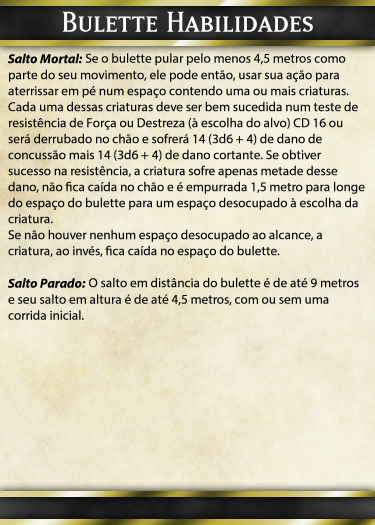 Bulette Habilidades
Salto Mortal: Se o bulette pular pelo menos 4,5 metros como
parte do seu movimento, ele pode então, usar sua ação para
aterrissar em pé num espaço contendo uma ou mais criaturas.
Cada uma dessas criaturas deve ser bem sucedida num teste de
resistência de Força ou Destreza (à escolha do alvo) CD 16 ou
será derrubado no chão e sofrerá 14 (3d6 + 4) de dano de
concussão mais 14 (3d6 + 4) de dano cortante. Se obtiver
sucesso na resistência, a criatura sofre apenas metade desse
dano, não fica caída no chão e é empurrada 1,5 metro para longe
do espaço do bulette para um espaço desocupado à escolha da
criatura.
Se não houver nenhum espaço desocupado ao alcance, a
criatura, ao invés, fica caída no espaço do bulette.
Salto Parado: O salto em distância do bulette é de até 9 metros
e seu salto em altura é de até 4,5 metros, com ou sem uma
corrida inicial.